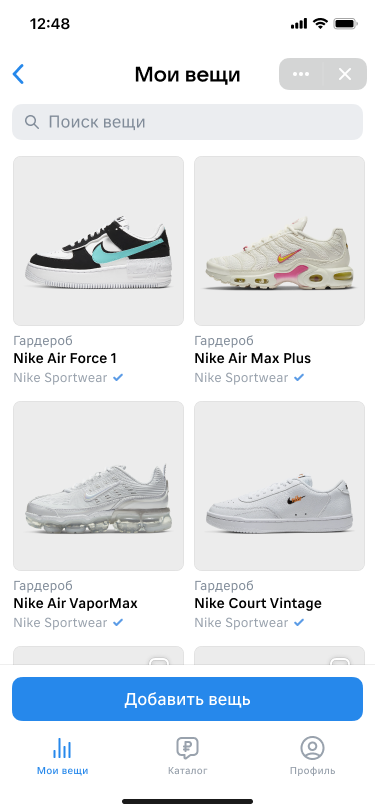 12:48
Мои вещи
Поиск вещи
Гардероб
Nike Air Force 1
Nike Sportwear
Гардероб
Nike Air Max Plus
Nike Sportwear
Гардероб
Nike Air VaporMax
Nike Sportwear
Гардероб
Nike Court Vintage
Nike Sportwear
Добавить вещь
Мои вещи
Каталог
Профиль